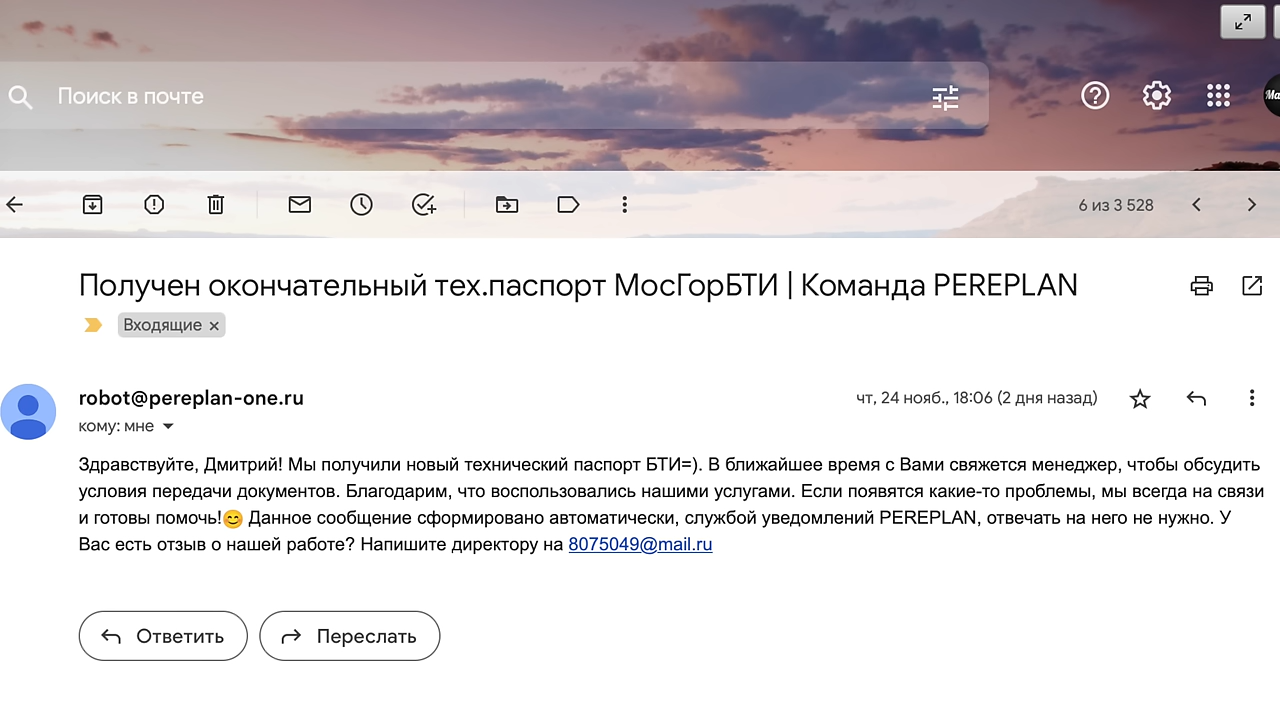 Поиск в почте
6 из 3 528
Получен окончательный тех.паспорт МосГорБТИ | Команда PEREPLAN
Входящие ×
robot@pereplan-one.ru
чт, 24 нояб., 18:06 (2 дня назад)
кому: мне
Здравствуйте, Дмитрий! Мы получили новый технический паспорт БТИ=). В ближайшее время с Вами свяжется менеджер, чтобы обсудить
условия передачи документов. Благодарим, что воспользовались нашими услугами. Если появятся какие-то проблемы, мы всегда на связи
и готовы помочь!😊 Данное сообщение сформировано автоматически, службой уведомлений PEREPLAN, отвечать на него не нужно. У
Вас есть отзыв о нашей работе? Напишите директору на 8075049@mail.ru
Ответить
Переслать